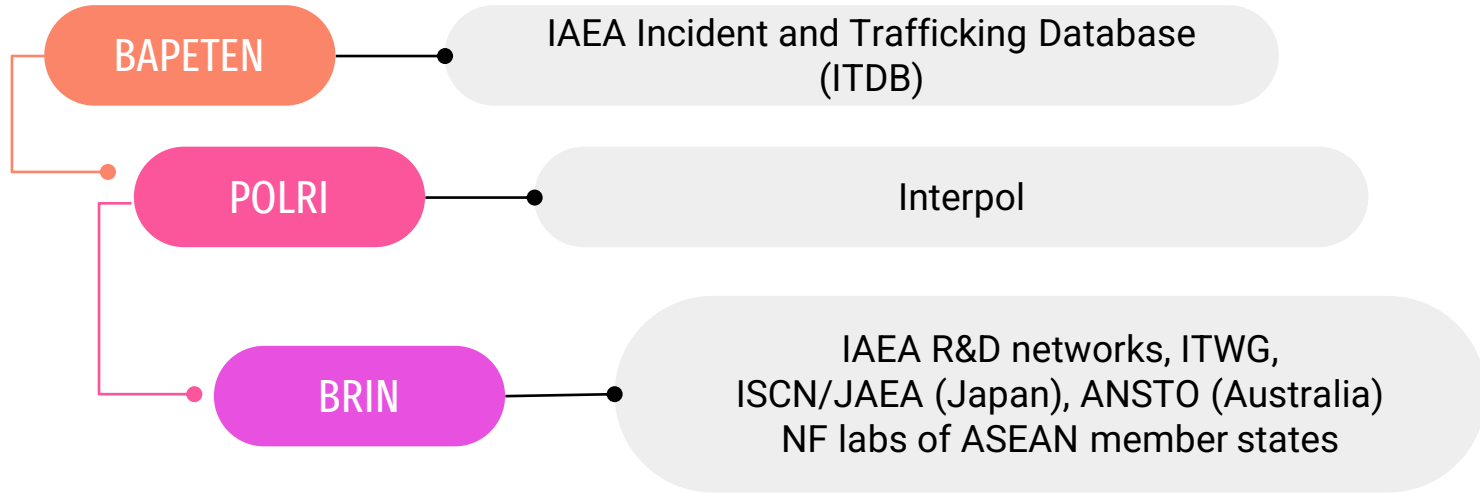 BAPETEN
IAEA Incident and Trafficking Database
(ITDB)
POLRI
Interpol
BRIN
IAEA R&D networks, ITWG,
ISCN/JAEA (Japan), ANSTO (Australia)
NF labs of ASEAN member states